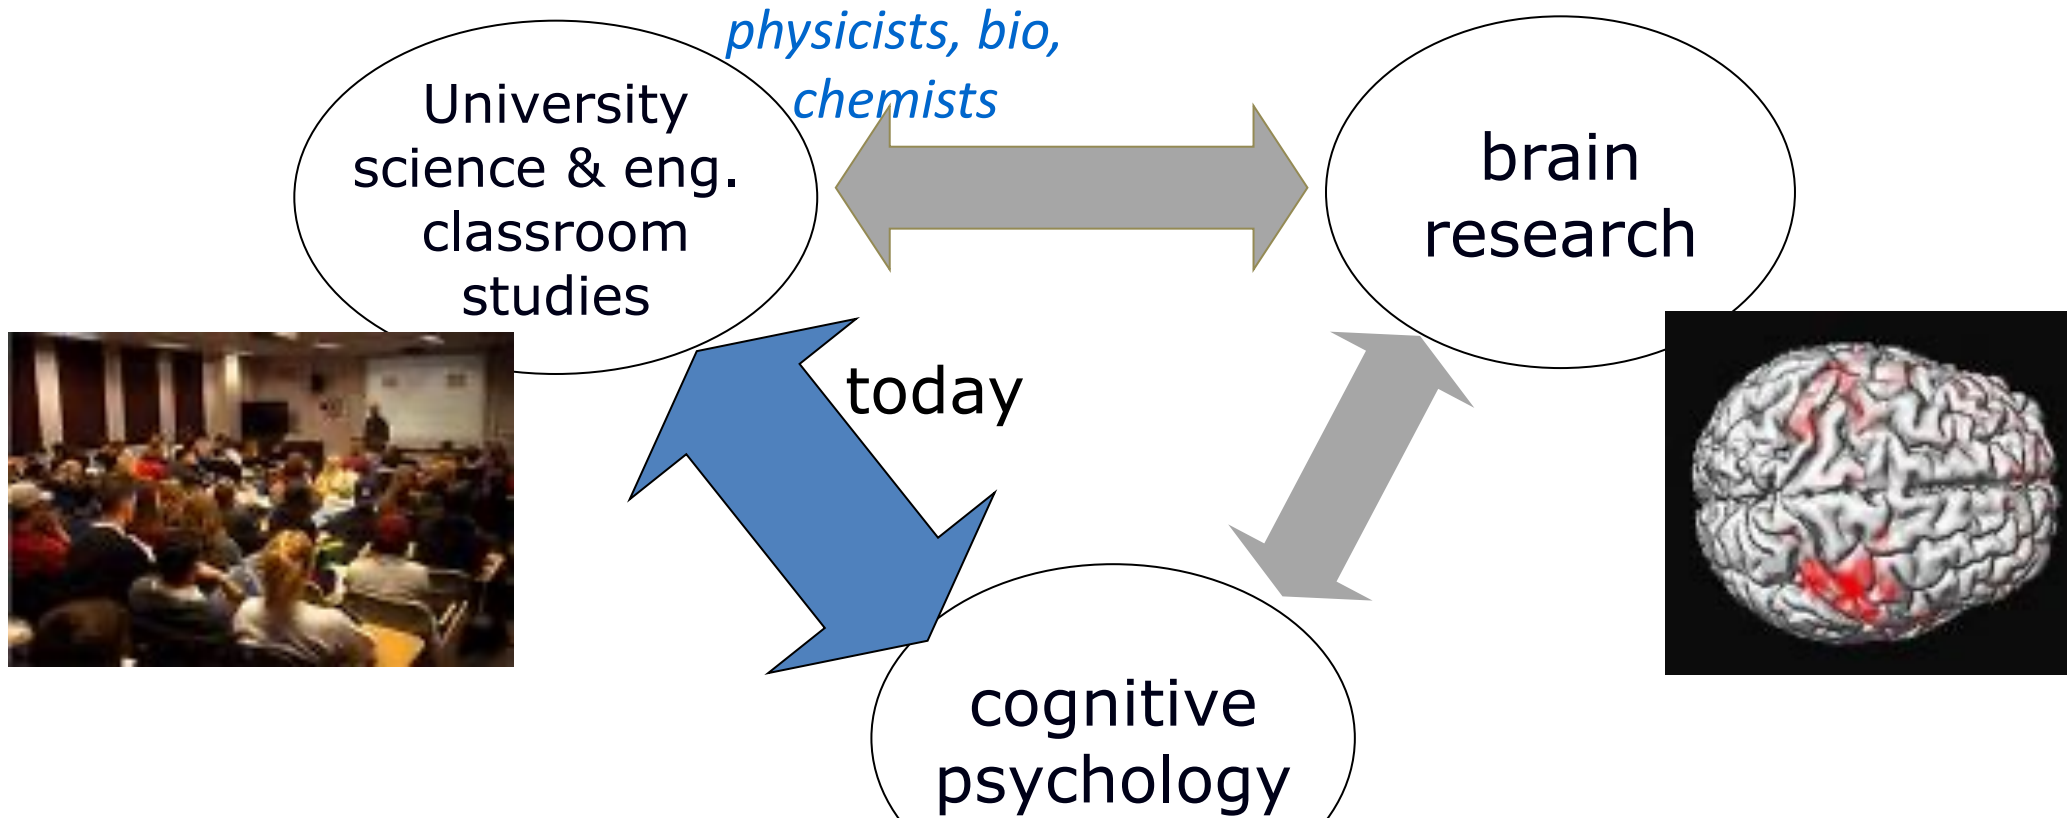 physicists, bio,
chemists
University
science & eng.
classroom
studies
brain
research
today
cognitive
psychology